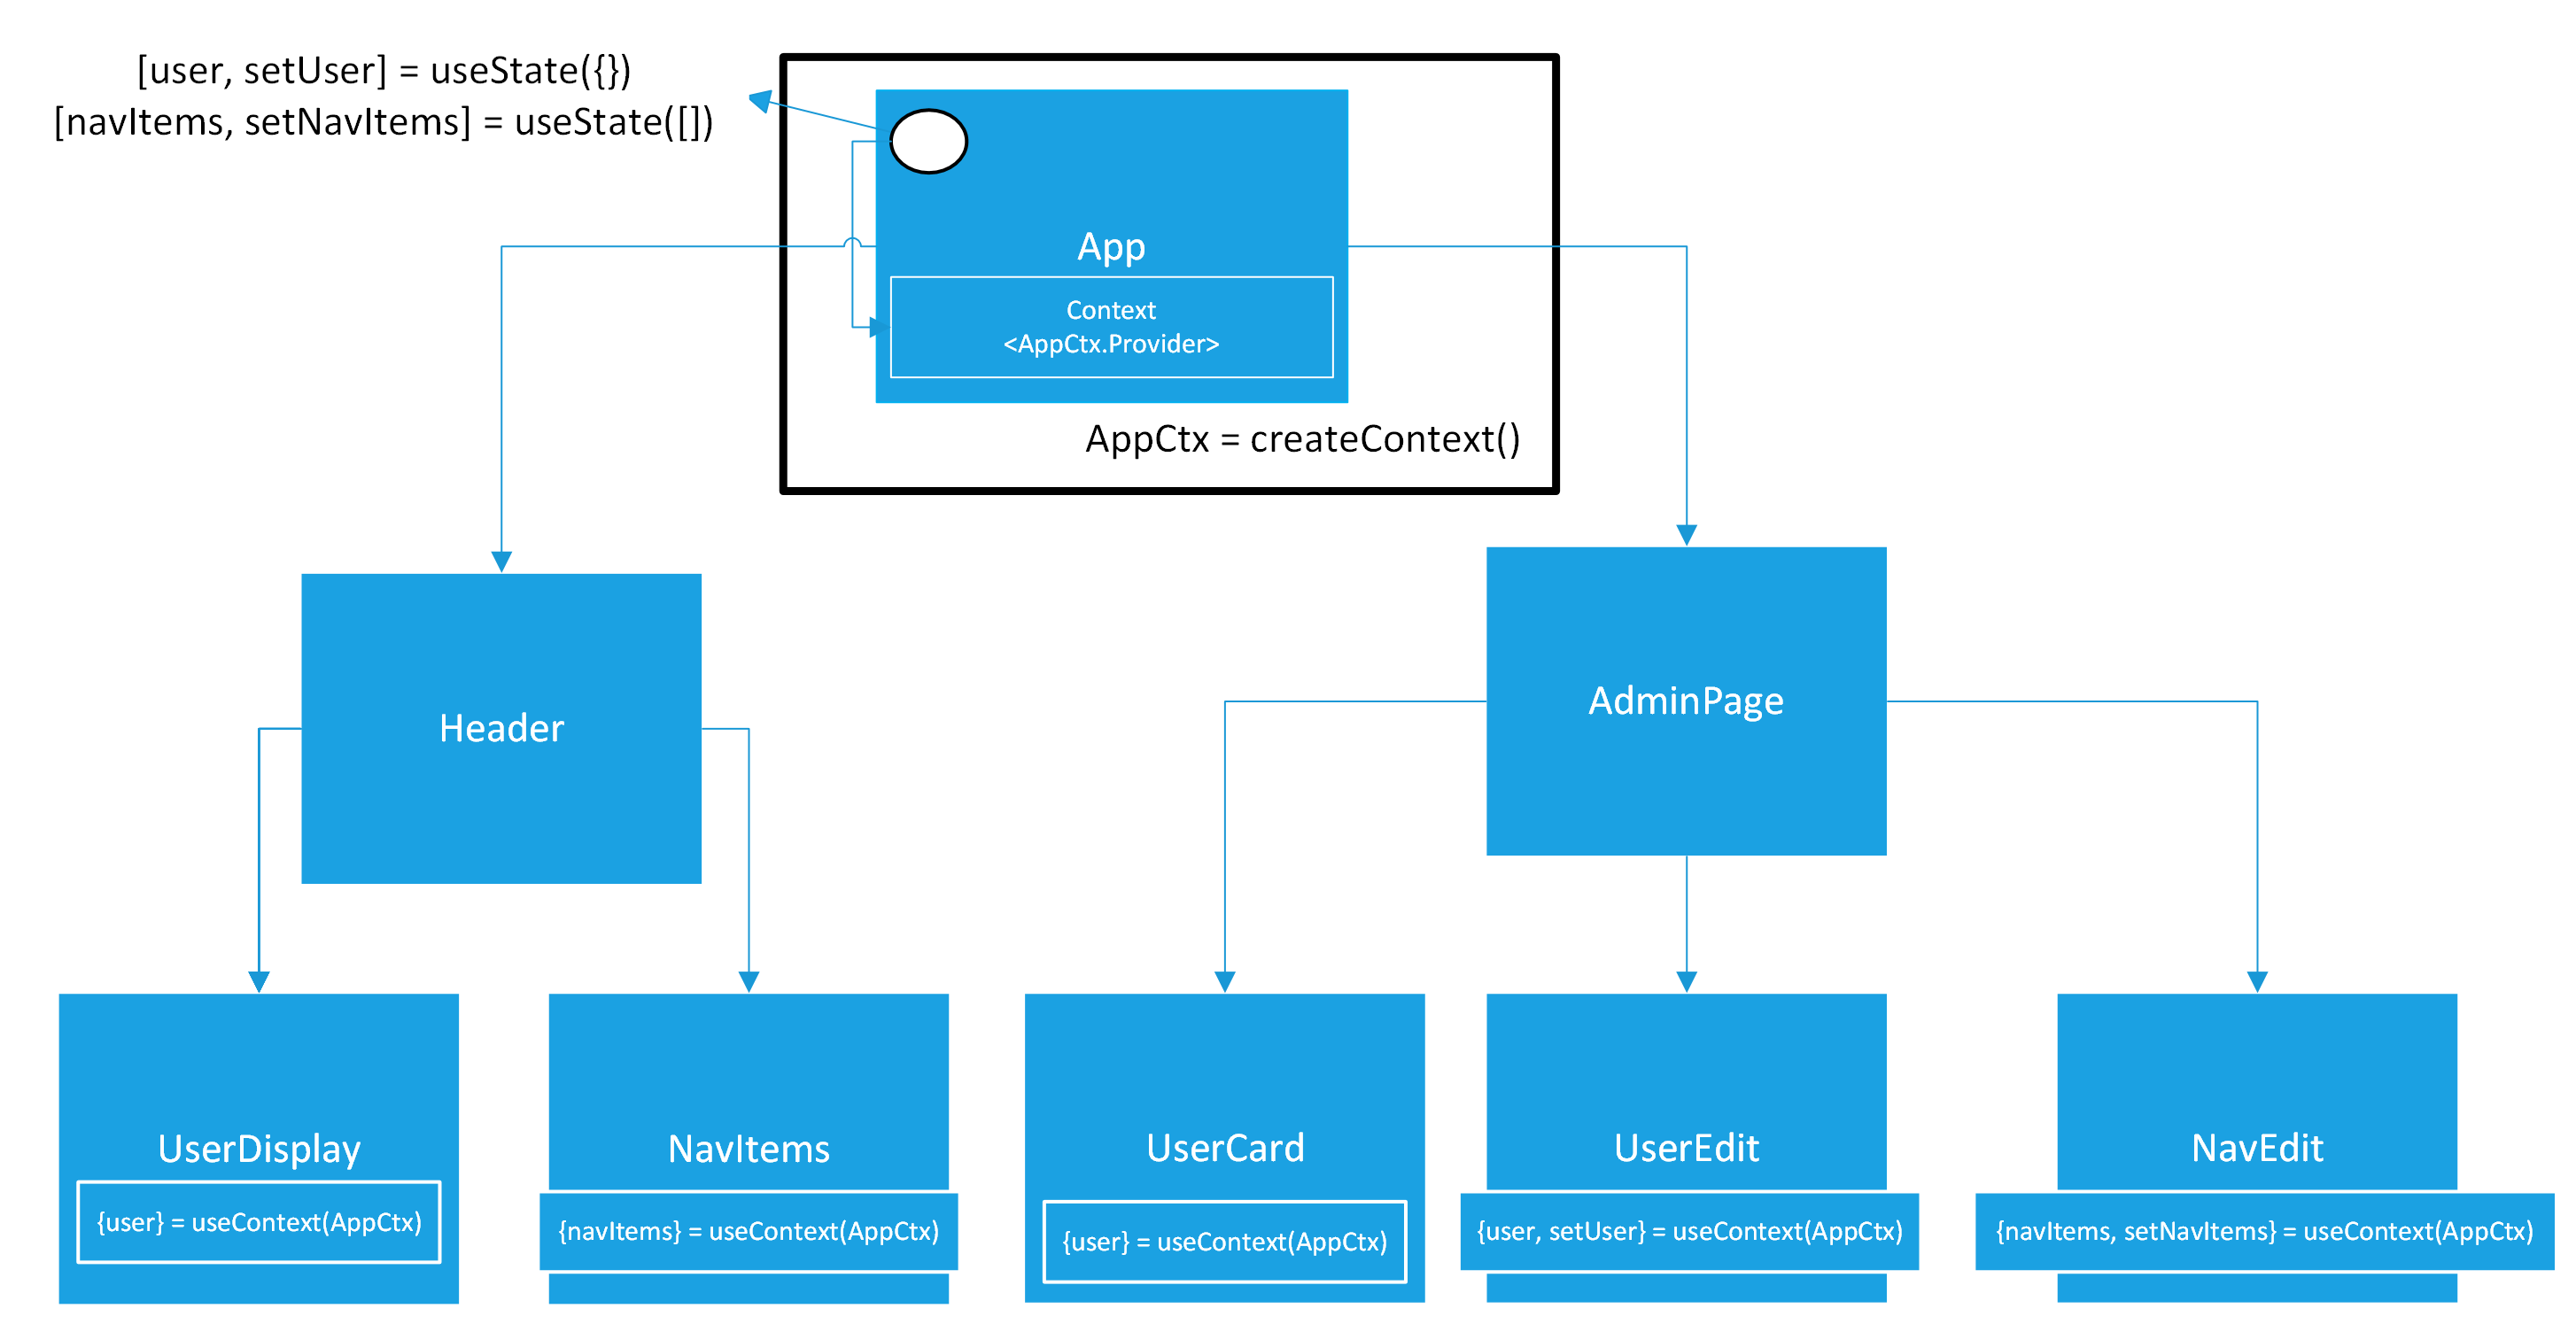 [user, setUser] = useState({})
[navItems, setNavItems] = useState([])
App
Context
<AppCtx.Provider>
AppCtx = createContext()
Header
AdminPage
UserDisplay
{user} = useContext(AppCtx)
NavItems
{navItems} = useContext(AppCtx)
UserCard
{user} = useContext(AppCtx)
UserEdit
{user, setUser} = useContext(AppCtx)
NavEdit
{navItems, setNavItems} = useContext(AppCtx)